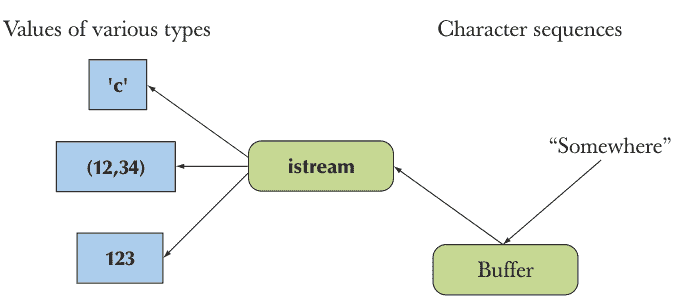 Values of various types
Character sequences
'c'
“Somewhere”
(12,34)
istream
123
Buffer